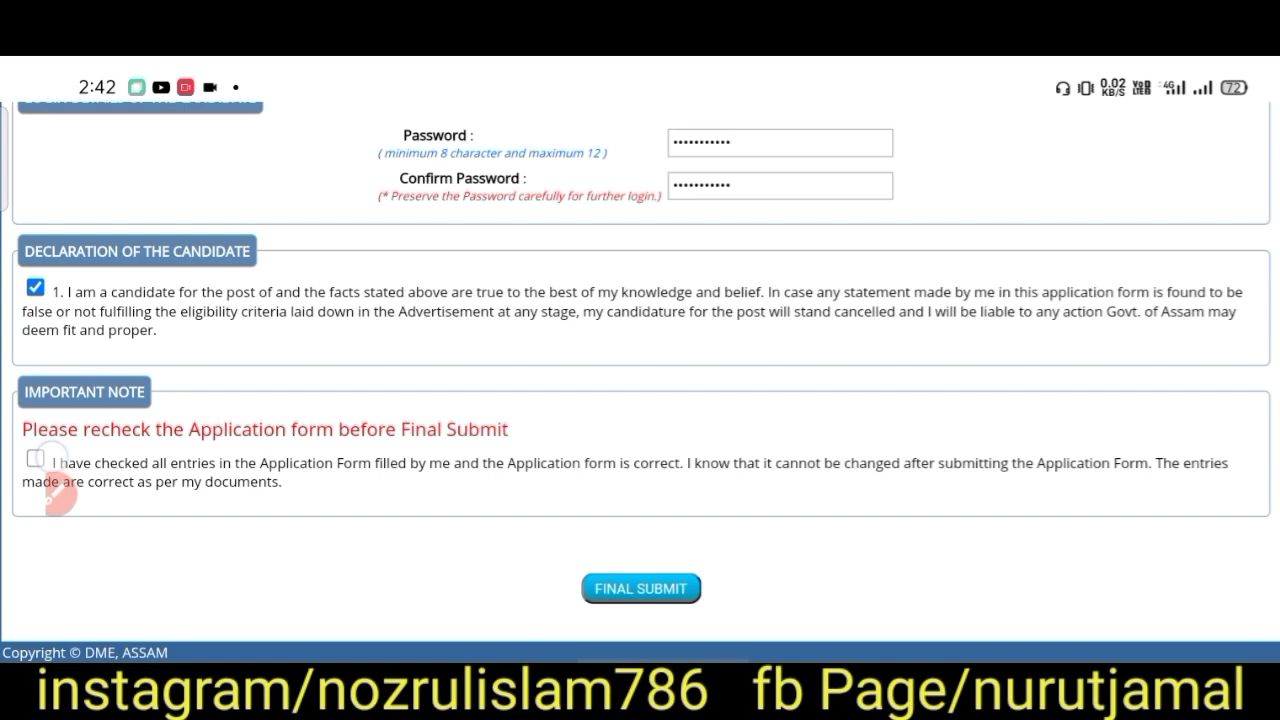 2:42
0.02 KB/S
VoD LTE
4G
72
Password :
( minimum 8 character and maximum 12 )
•••••••••••
Confirm Password :
(* Preserve the Password carefully for further login.)
•••••••••••
DECLARATION OF THE CANDIDATE
1. I am a candidate for the post of and the facts stated above are true to the best of my knowledge and belief. In case any statement made by me in this application form is found to be
false or not fulfilling the eligibility criteria laid down in the Advertisement at any stage, my candidature for the post will stand cancelled and I will be liable to any action Govt. of Assam may
deem fit and proper.
IMPORTANT NOTE
Please recheck the Application form before Final Submit
I have checked all entries in the Application Form filled by me and the Application form is correct. I know that it cannot be changed after submitting the Application Form. The entries
made are correct as per my documents.
FINAL SUBMIT
Copyright © DME, ASSAM
instagram/nozrulislam786 fb Page/nurutjamal